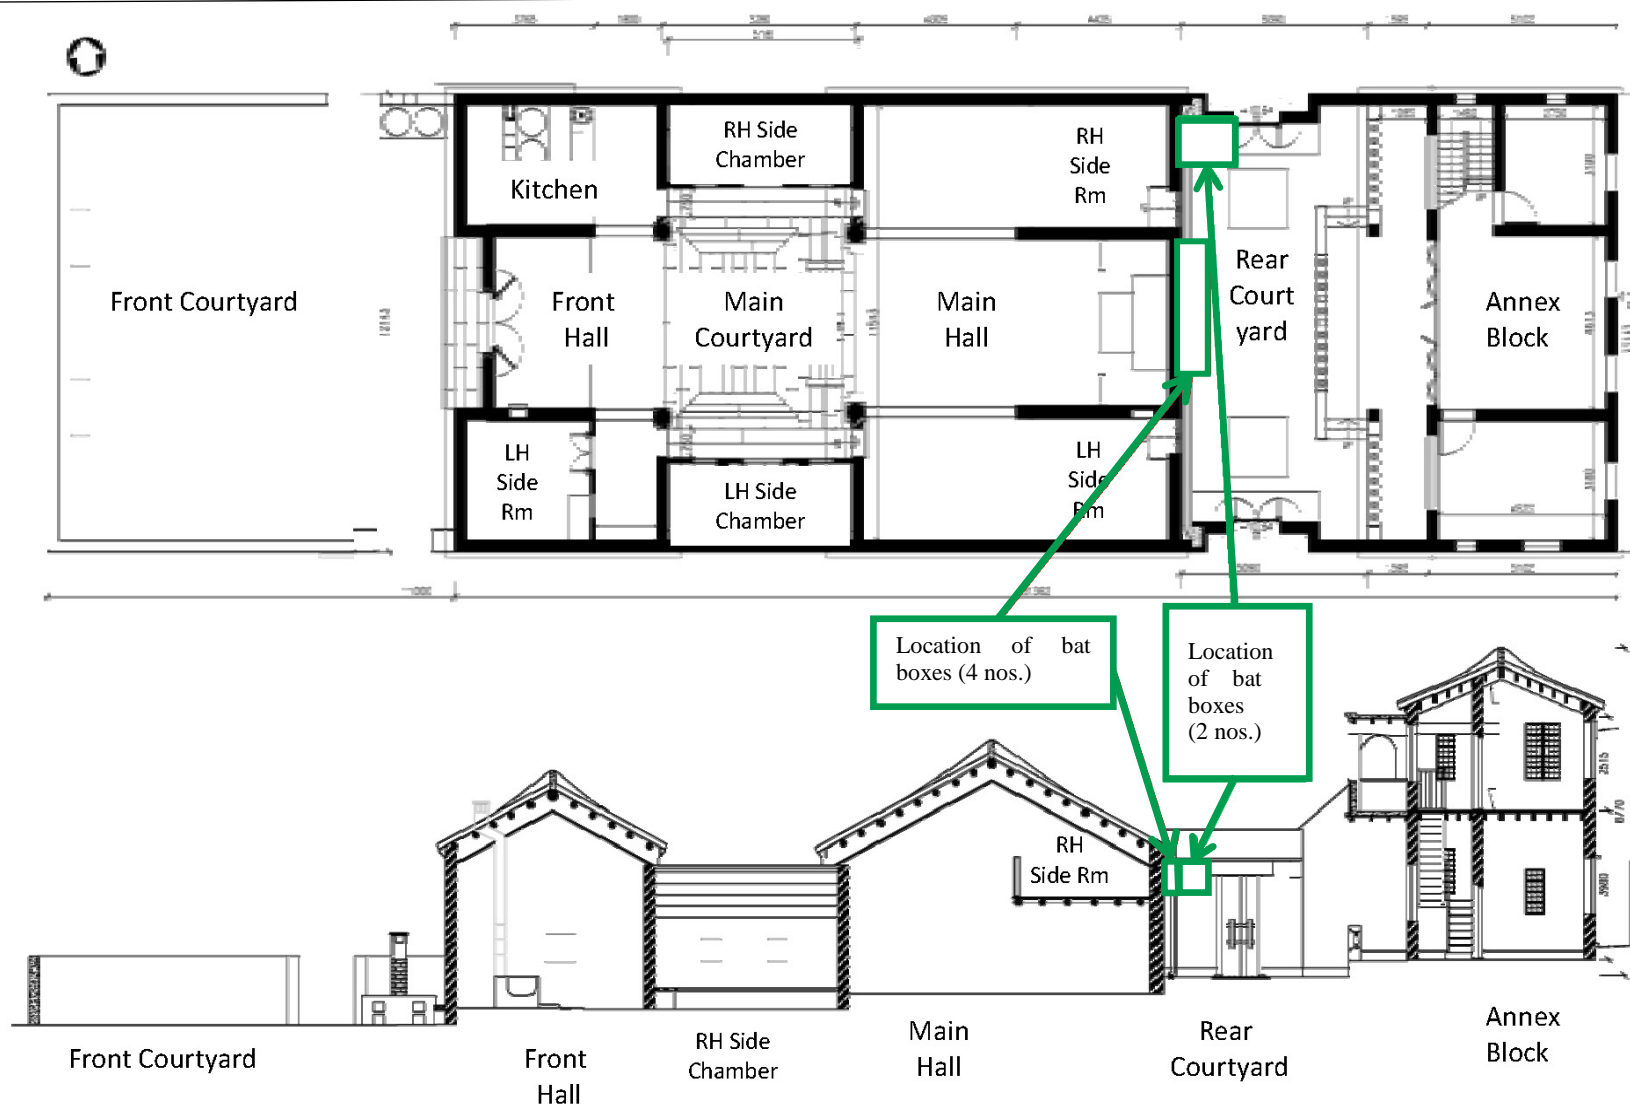 RH Side
Chamber
RH
Side
Rm
Kitchen
Front Courtyard
Front
Hall
Main
Courtyard
Main
Hall
Rear
Court
yard
Annex
Block
LH
Side
Rm
LH Side
Chamber
LH
Side
Rm
Location of bat
boxes (4 nos.)
Location
of bat
boxes
(2 nos.)
RH
Side Rm
2515
3980
Front Courtyard
Front
Hall
RH Side
Chamber
Main
Hall
Rear
Courtyard
Annex
Block